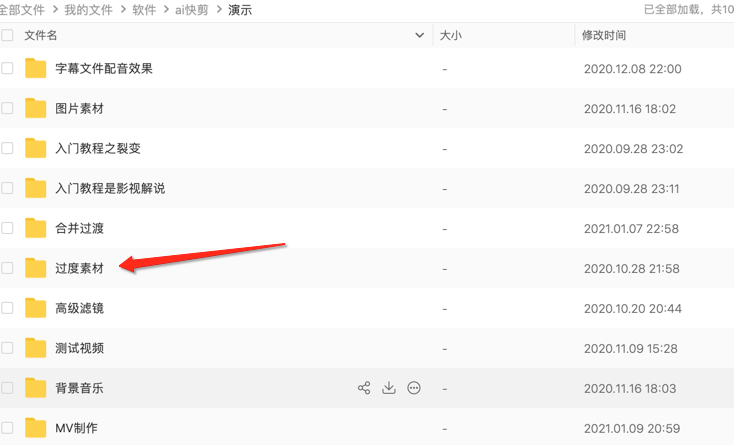 全部文件 > 我的文件 > 软件 > ai快剪 > 演示 已全部加载，共10
文件名 大小 修改时间
字幕文件配音效果 - 2020.12.08 22:00
图片素材 - 2020.11.16 18:02
入门教程之裂变 - 2020.09.28 23:02
入门教程是影视解说 - 2020.09.28 23:11
合并过渡 - 2021.01.07 22:58
过度素材 - 2020.10.28 21:58
高级滤镜 - 2020.10.20 20:44
测试视频 - 2020.11.09 15:28
背景音乐 - 2020.11.16 18:03
MV制作 - 2021.01.09 20:59